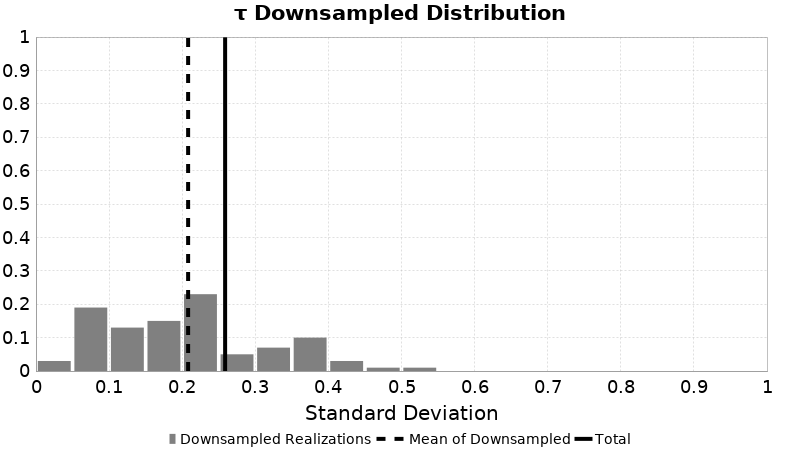 τ Downsampled Distribution
1
0.9
0.8
0.7
0.6
0.5
0.4
0.3
0.2
0.1
0
0 0.1 0.2 0.3 0.4 0.5 0.6 0.7 0.8 0.9 1
Standard Deviation
Downsampled Realizations Mean of Downsampled Total